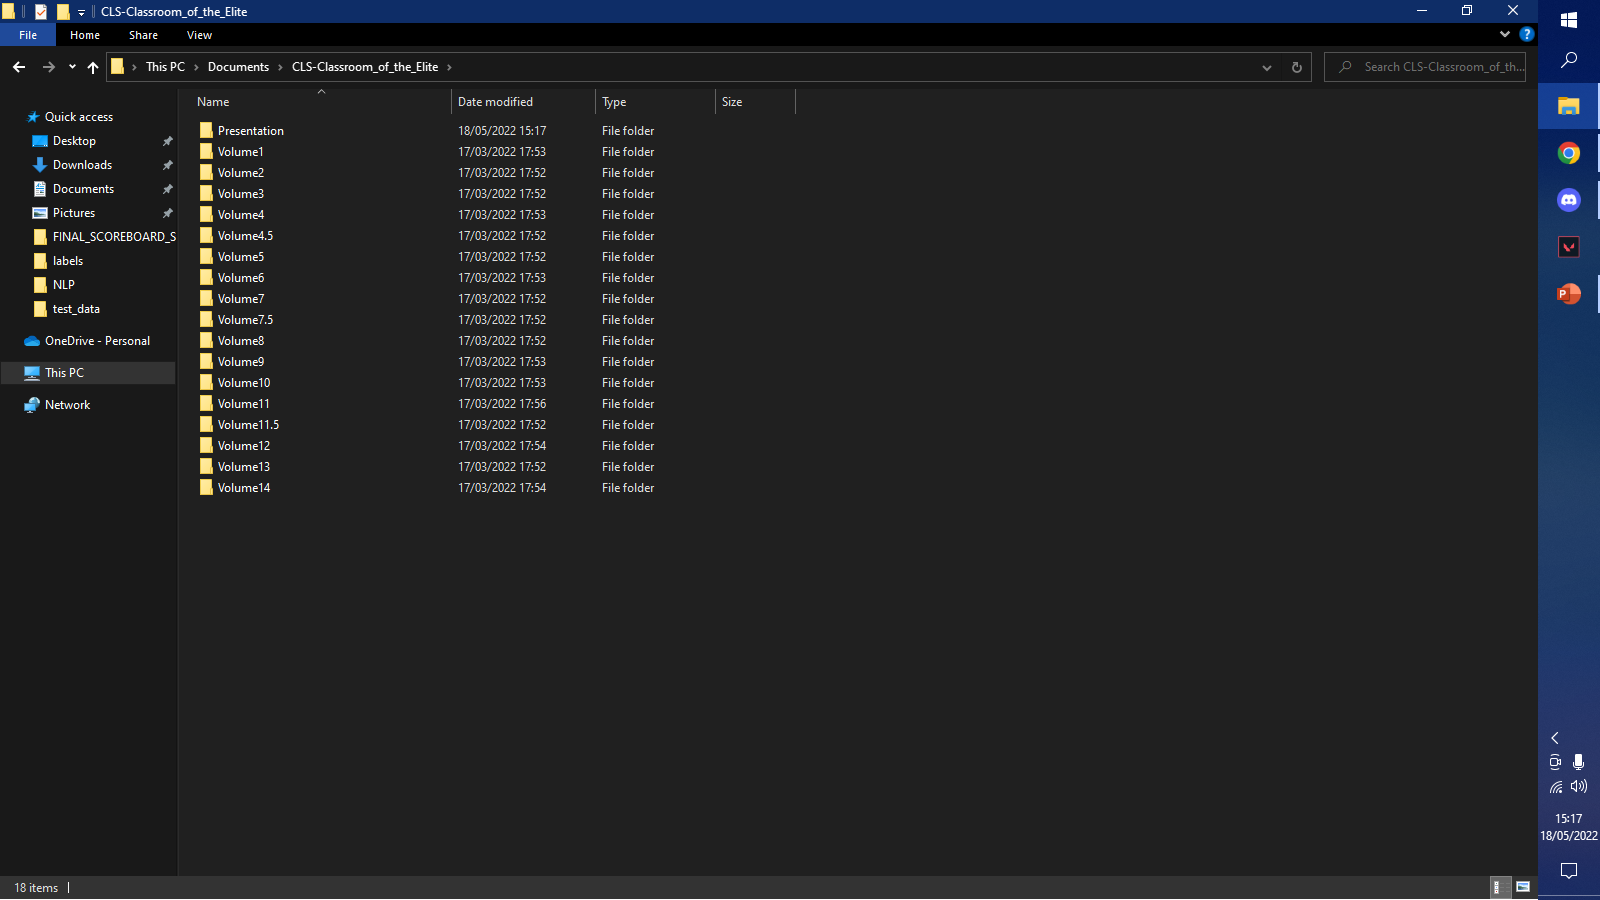 CLS-Classroom_of_the_Elite
File Home Share View
This PC Documents CLS-Classroom_of_the_Elite
Search CLS-Classroom_of_th...
Name Date modified Type Size
Quick access
Desktop
Downloads
Documents
Pictures
FINAL_SCOREBOARD_S
labels
NLP
test_data
OneDrive - Personal
This PC
Network
Presentation 18/05/2022 15:17 File folder
Volume1 17/03/2022 17:53 File folder
Volume2 17/03/2022 17:52 File folder
Volume3 17/03/2022 17:52 File folder
Volume4 17/03/2022 17:53 File folder
Volume4.5 17/03/2022 17:52 File folder
Volume5 17/03/2022 17:52 File folder
Volume6 17/03/2022 17:53 File folder
Volume7 17/03/2022 17:52 File folder
Volume7.5 17/03/2022 17:52 File folder
Volume8 17/03/2022 17:52 File folder
Volume9 17/03/2022 17:53 File folder
Volume10 17/03/2022 17:53 File folder
Volume11 17/03/2022 17:56 File folder
Volume11.5 17/03/2022 17:52 File folder
Volume12 17/03/2022 17:54 File folder
Volume13 17/03/2022 17:52 File folder
Volume14 17/03/2022 17:54 File folder
18 items
15:17
18/05/2022